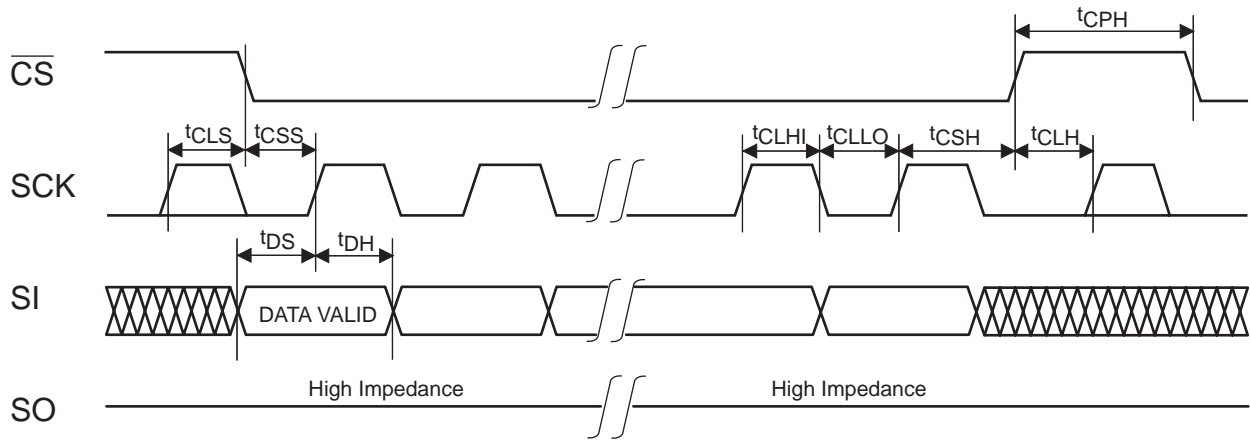 tCPH
CS
tCLS tCSS tCLHI tCLLO tCSH tCLH
SCK
tDS tDH
SI DATA VALID
High Impedance High Impedance
SO